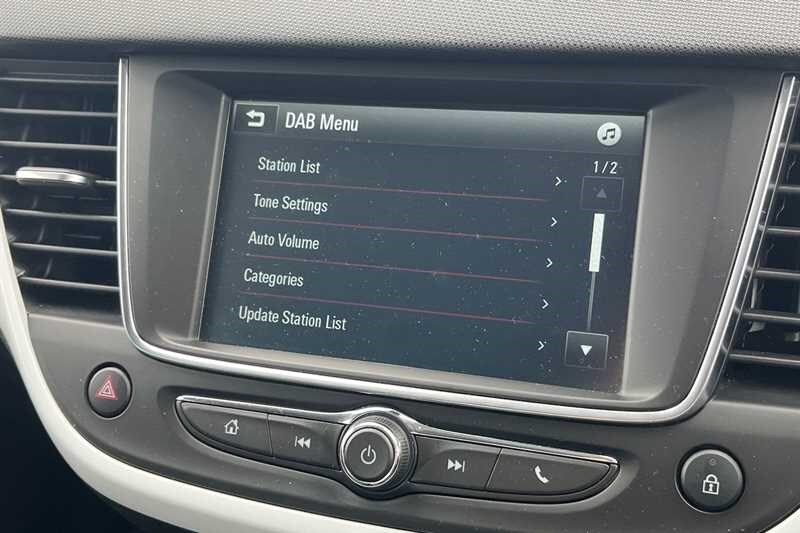 DAB Menu
1/2
Station List
Tone Settings
Auto Volume
Categories
Update Station List